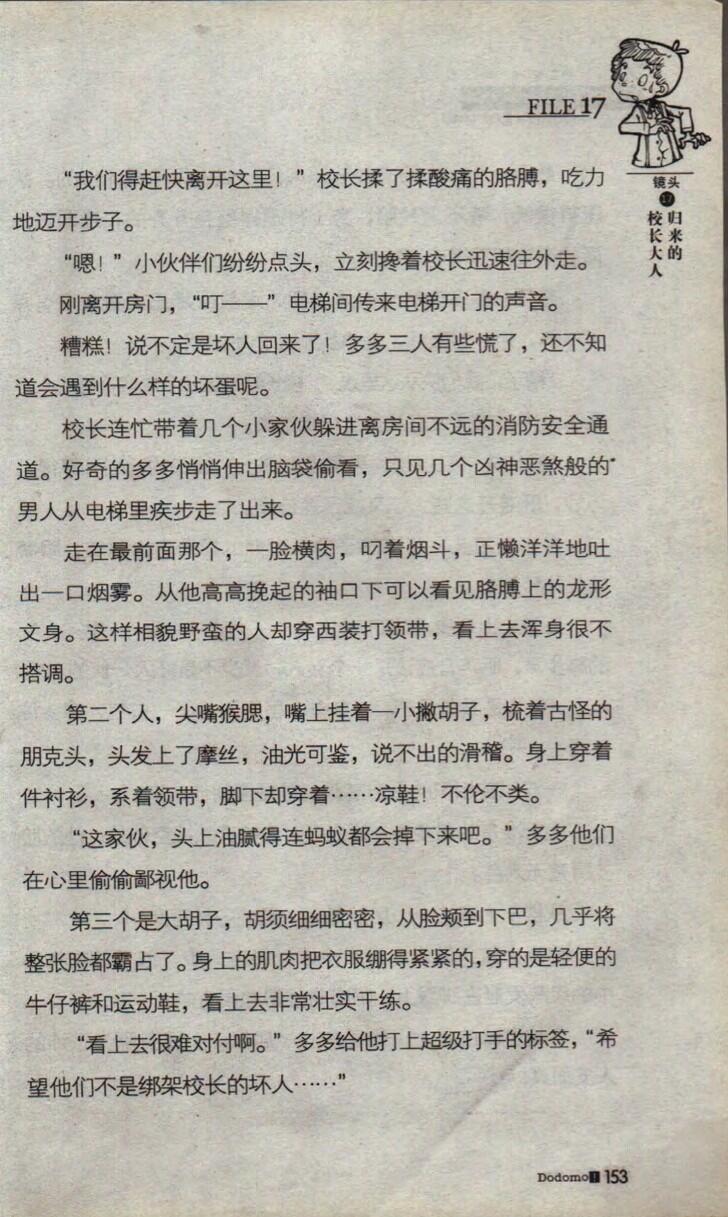 FILE 17
镜头
17
归来的
校长大人
“我们得赶快离开这里！”校长揉了揉酸痛的胳膊，吃力
地迈开步子。
“嗯！”小伙伴们纷纷点头，立刻搀着校长迅速往外走。
刚离开房门，“叮——”电梯间传来电梯开门的声音。
糟糕！说不定是坏人回来了！多多三人有些慌了，还不知
道会遇到什么样的坏蛋呢。
校长连忙带着几个小家伙躲进离房间不远的消防安全通
道。好奇的多多悄悄伸出脑袋偷看，只见几个凶神恶煞般的
男人从电梯里疾步走了出来。
走在最前面那个，一脸横肉，叼着烟斗，正懒洋洋地吐
出一口烟雾。从他高高挽起的袖口下可以看见胳膊上的龙形
文身。这样相貌野蛮的人却穿西装打领带，看上去浑身很不
搭调。
第二个人，尖嘴猴腮，嘴上挂着一小撇胡子，梳着古怪的
朋克头，头发上了摩丝，油光可鉴，说不出的滑稽。身上穿着
件衬衫，系着领带，脚下却穿着……凉鞋！不伦不类。
“这家伙，头上油腻得连蚂蚁都会掉下来吧。”多多他们
在心里偷偷鄙视他。
第三个是大胡子，胡须细细密密，从脸颊到下巴，几乎将
整张脸都霸占了。身上的肌肉把衣服绷得紧紧的，穿的是轻便的
牛仔裤和运动鞋，看上去非常壮实干练。
“看上去很难对付啊。”多多给他打上超级打手的标签，“希
望他们不是绑架校长的坏人……”
Dodomo! 153